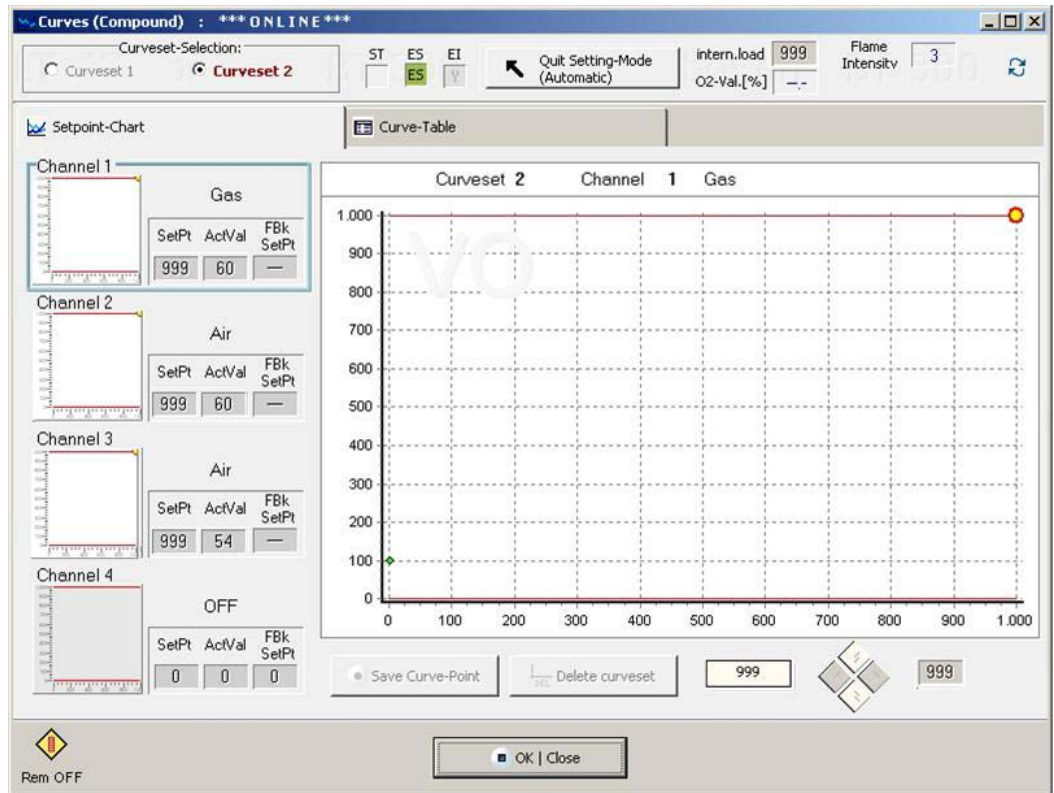 Curves (Compound) : ***ONLINE***
Curveset-Selection:
Curveset 1 Curveset 2
ST ES EI
ES Y
Quit Setting-Mode
(Automatic)
intern.load 999
O2-Val.[%] --.-
Flame
Intensity 3
Setpoint-Chart
Curve-Table
Channel 1
Gas
SetPt ActVal FBk
SetPt
999 60 —
Channel 2
Air
SetPt ActVal FBk
SetPt
999 60 —
Channel 3
Air
SetPt ActVal FBk
SetPt
999 54 —
Channel 4
OFF
SetPt ActVal FBk
SetPt
0 0 0
Curveset 2 Channel 1 Gas
1.000
900
800
700
600
500
400
300
200
100
0
0 100 200 300 400 500 600 700 800 900 1.000
Save Curve-Point
Delete curveset
999
999
Rem OFF
OK | Close